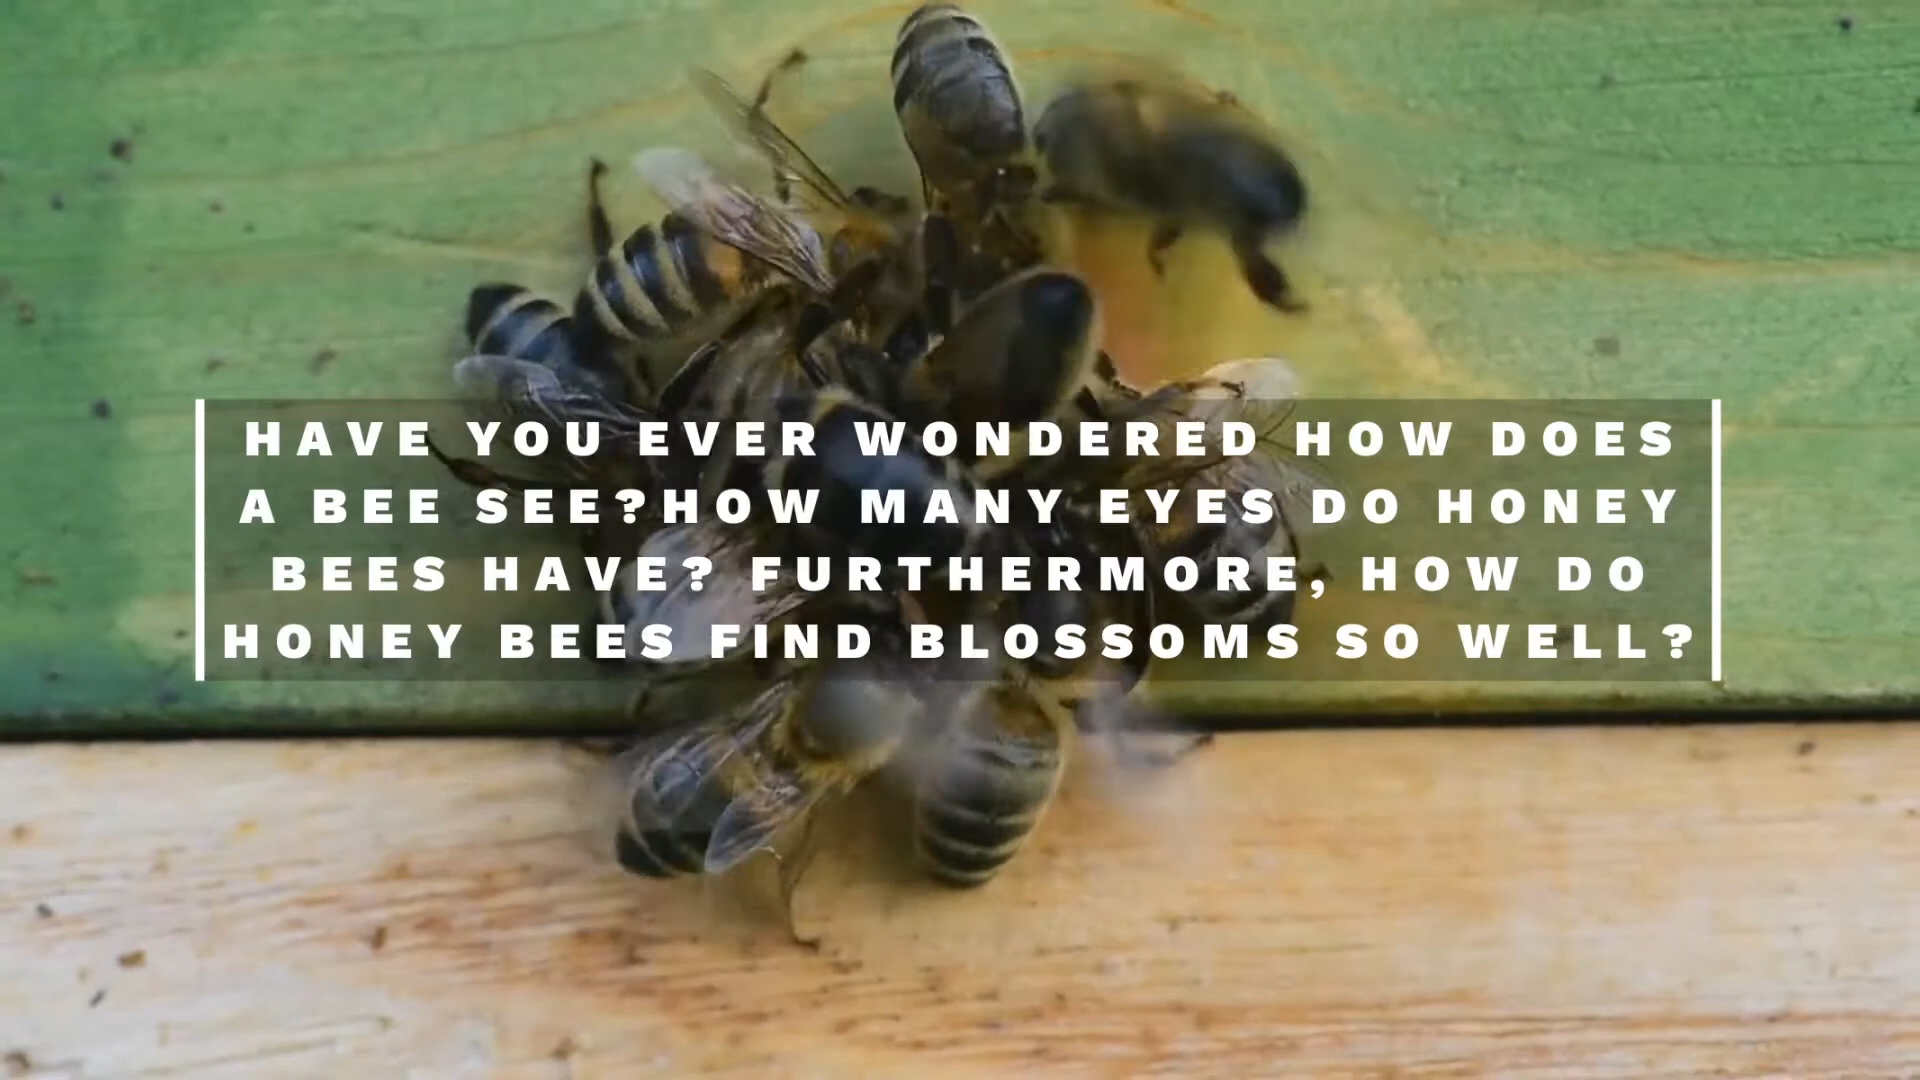 HAVE YOU EVER WONDERED HOW DOES
A BEE SEE?HOW MANY EYES DO HONEY
BEES HAVE? FURTHERMORE, HOW DO
HONEY BEES FIND BLOSSOMS SO WELL?